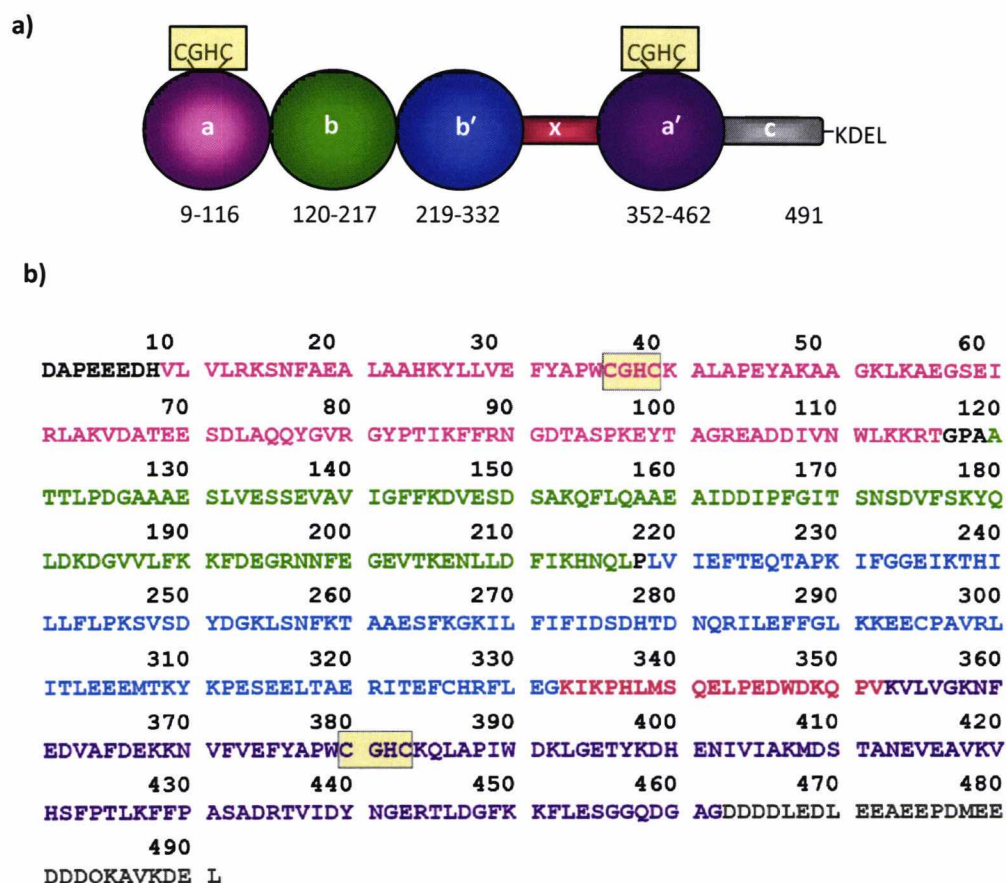 a)
CGHC CGHC
a b b′ x a′ c -KDEL
9-116 120-217 219-332 352-462 491
b)
10 20 30 40 50 60
DAPEEEDHVL VLRKSNFAEA LAAHKYLLVE FYAPWCGHCK ALAPEYAKAA GKLKAEGSEI
70 80 90 100 110 120
RLAKVDATEE SDLAQQYGVR GYPTIKFFRN GDTASPKEYT AGREADDIVN WLKKRTGPAA
130 140 150 160 170 180
TTLPDGAAAE SLVESSEVAV IGFFKDVESD SAKQFLQAAE AIDDIPFGIT SNSDVFSKYQ
190 200 210 220 230 240
LDKDGVVLFK KFDEGRNNFE GEVTKENLLD FIKHNQLPLV IEFTEQTAPK IFGGEIKTHI
250 260 270 280 290 300
LLFLPKSVSD YDGKLSNFKT AAESFKGKIL FIFIDSDHTD NQRILEFFGL KKEECPAVRL
310 320 330 340 350 360
ITLEEEMTKY KPESEELTAE RITEFCHRFL EGKIKPHLMS QELPEDWDKQ PVKVLVGKNF
370 380 390 400 410 420
EDVAFDEKKN VFVEFYAPWC GHCKQLAPIW DKLGETYKDH ENIVIAKMDS TANEVEAVKV
430 440 450 460 470 480
HSFPTLKFFP ASADRTVIDY NGERTLDGFK KFLESGGQDG AGDDDDLEDL EEAEEPDMEE
490
DDDQKAVKDE L